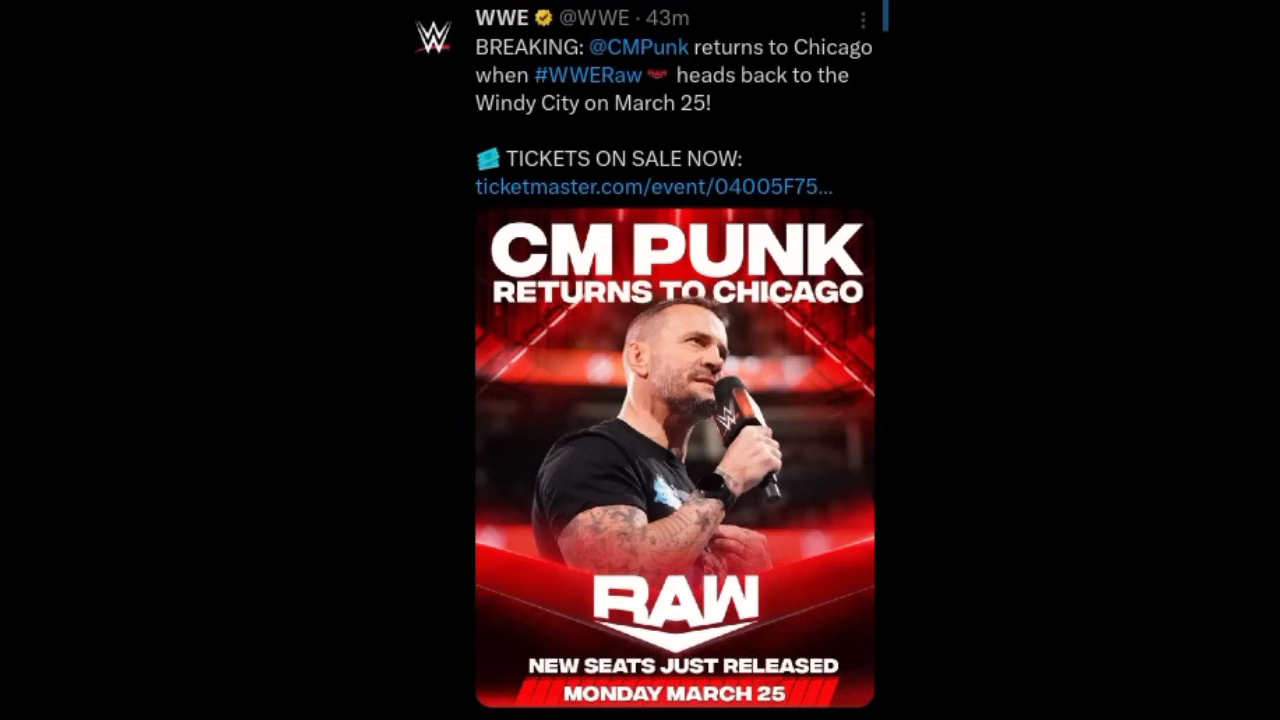 WWE @WWE · 43m
BREAKING: @CMPunk returns to Chicago
when #WWERaw heads back to the
Windy City on March 25!
TICKETS ON SALE NOW:
ticketmaster.com/event/04005F75...
CM PUNK
RETURNS TO CHICAGO
RAW
NEW SEATS JUST RELEASED
MONDAY MARCH 25